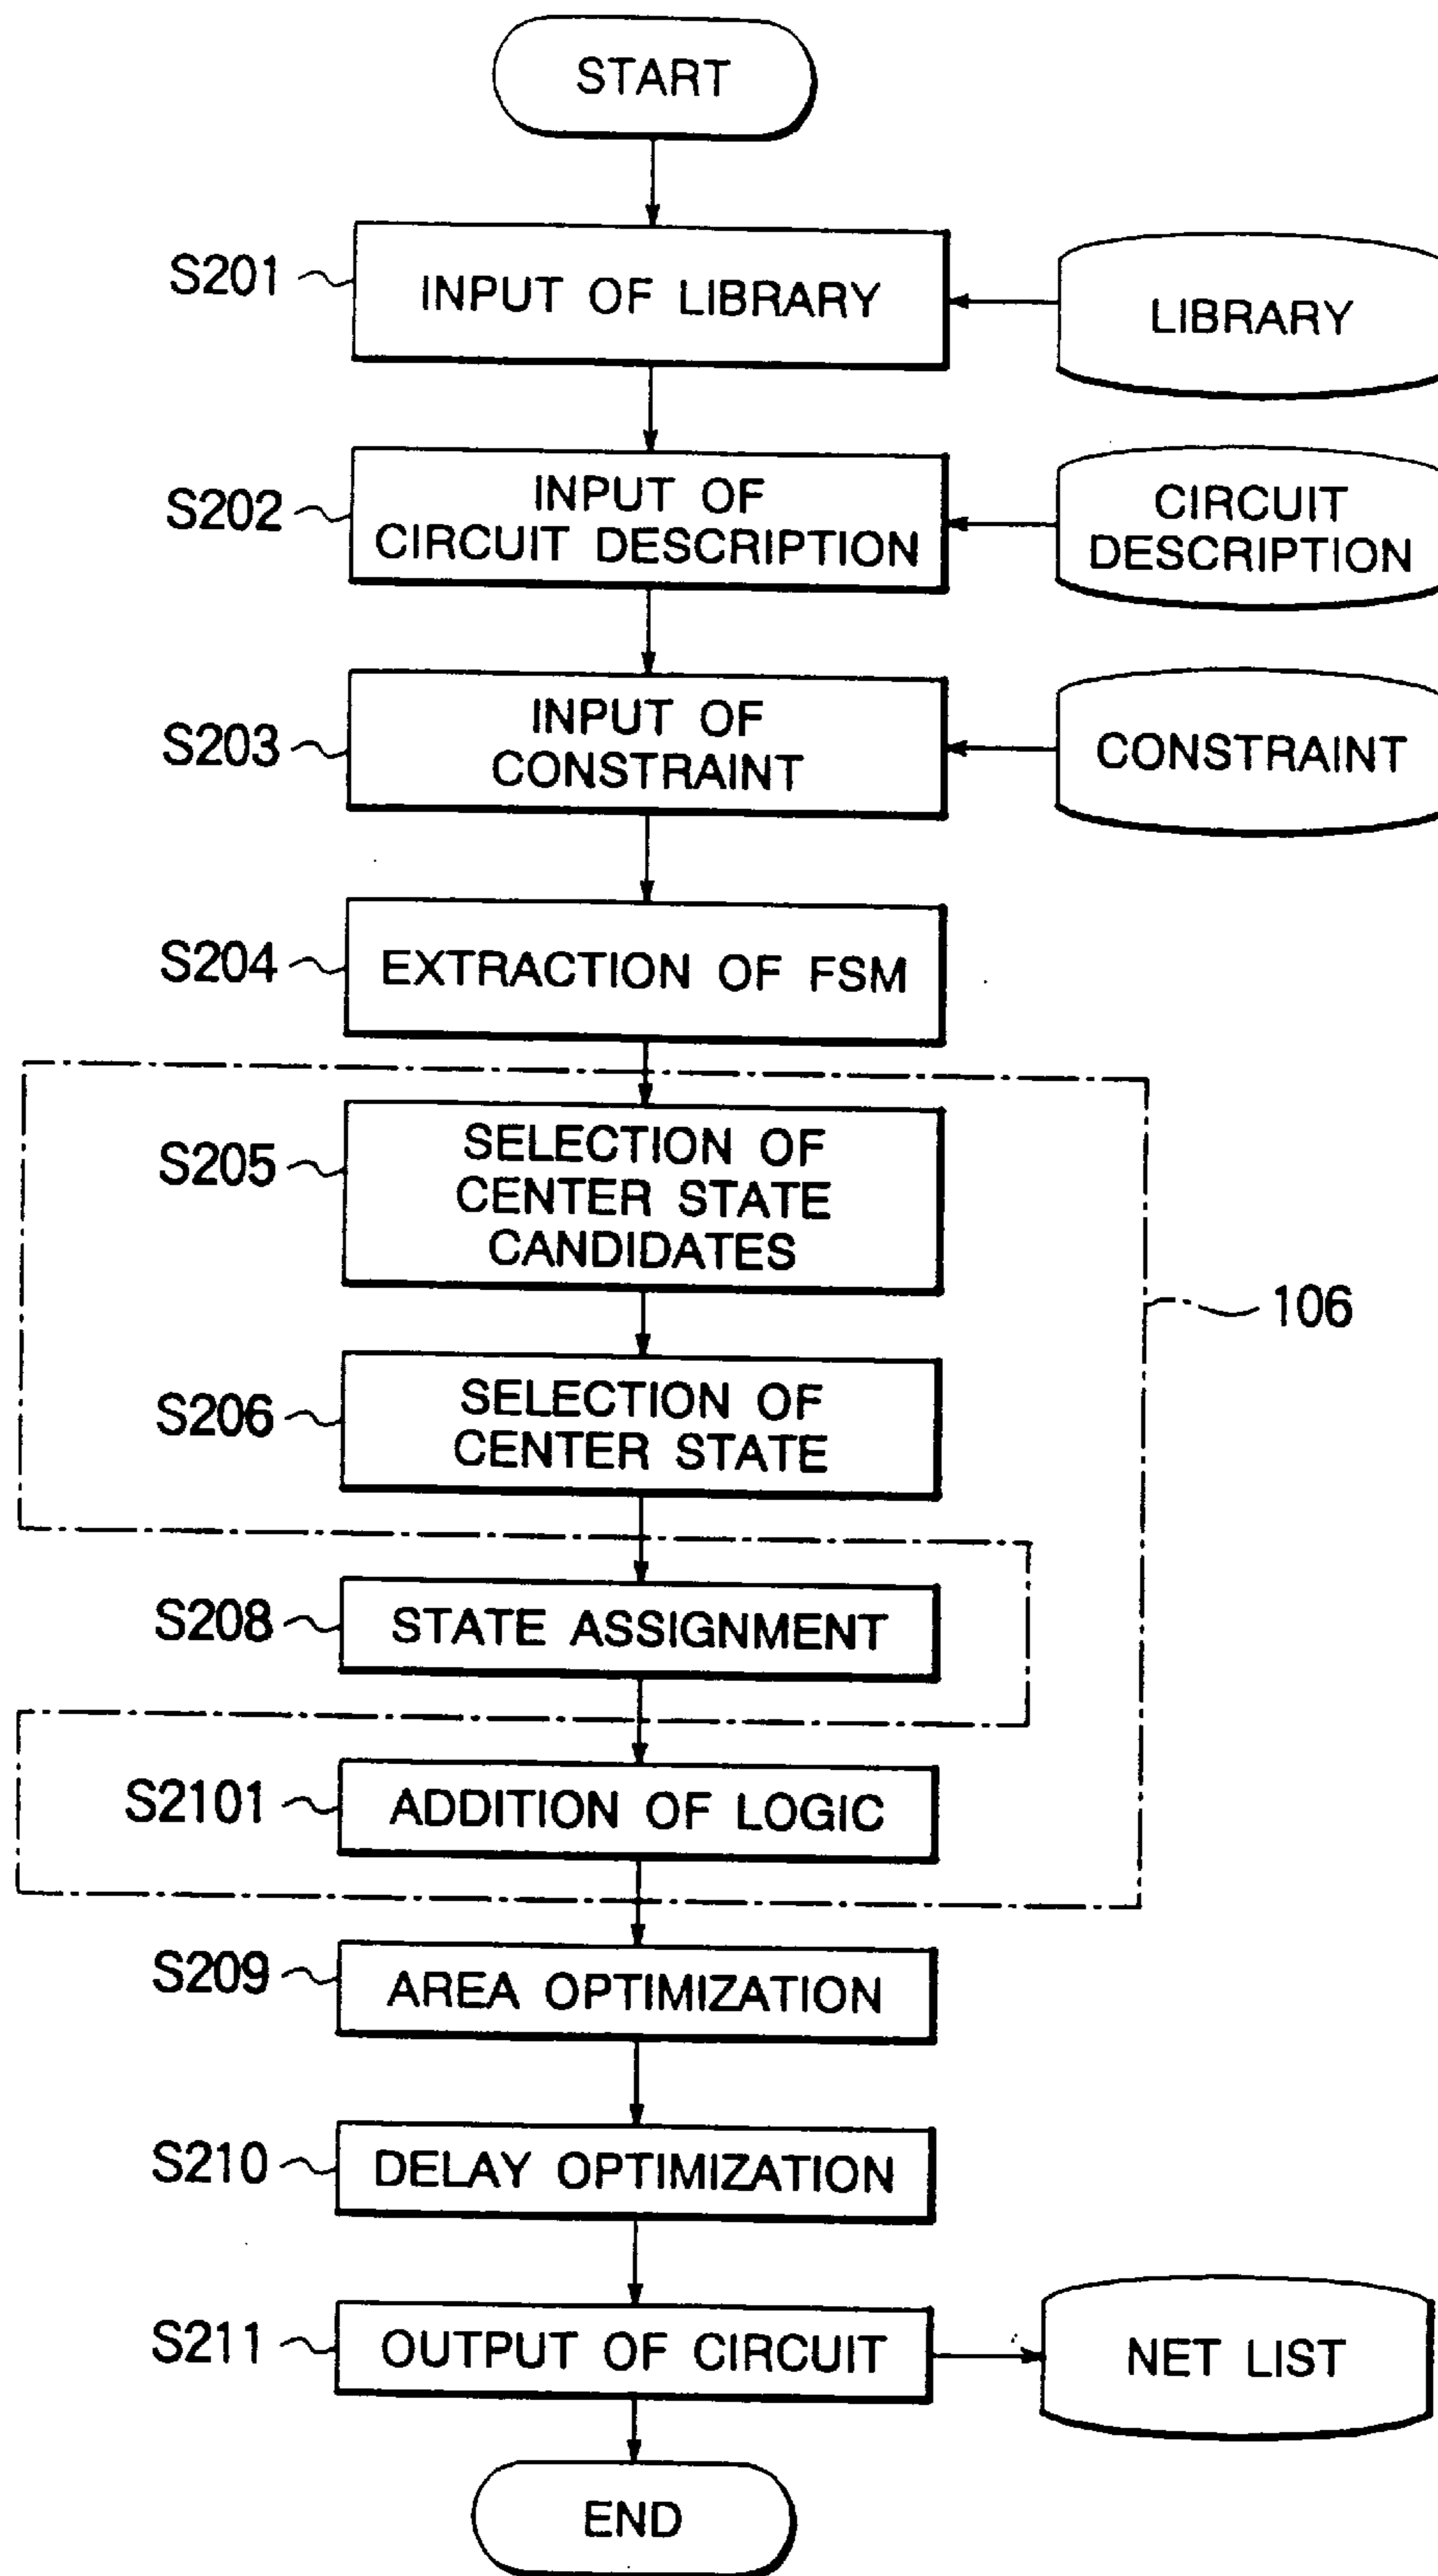 START
S201
INPUT OF LIBRARY
LIBRARY
S202
INPUT OF
CIRCUIT DESCRIPTION
CIRCUIT
DESCRIPTION
S203
INPUT OF
CONSTRAINT
CONSTRAINT
S204
EXTRACTION OF FSM
S205
SELECTION OF
CENTER STATE
CANDIDATES
106
S206
SELECTION OF
CENTER STATE
S208
STATE ASSIGNMENT
S2101
ADDITION OF LOGIC
S209
AREA OPTIMIZATION
S210
DELAY OPTIMIZATION
S211
OUTPUT OF CIRCUIT
NET LIST
END